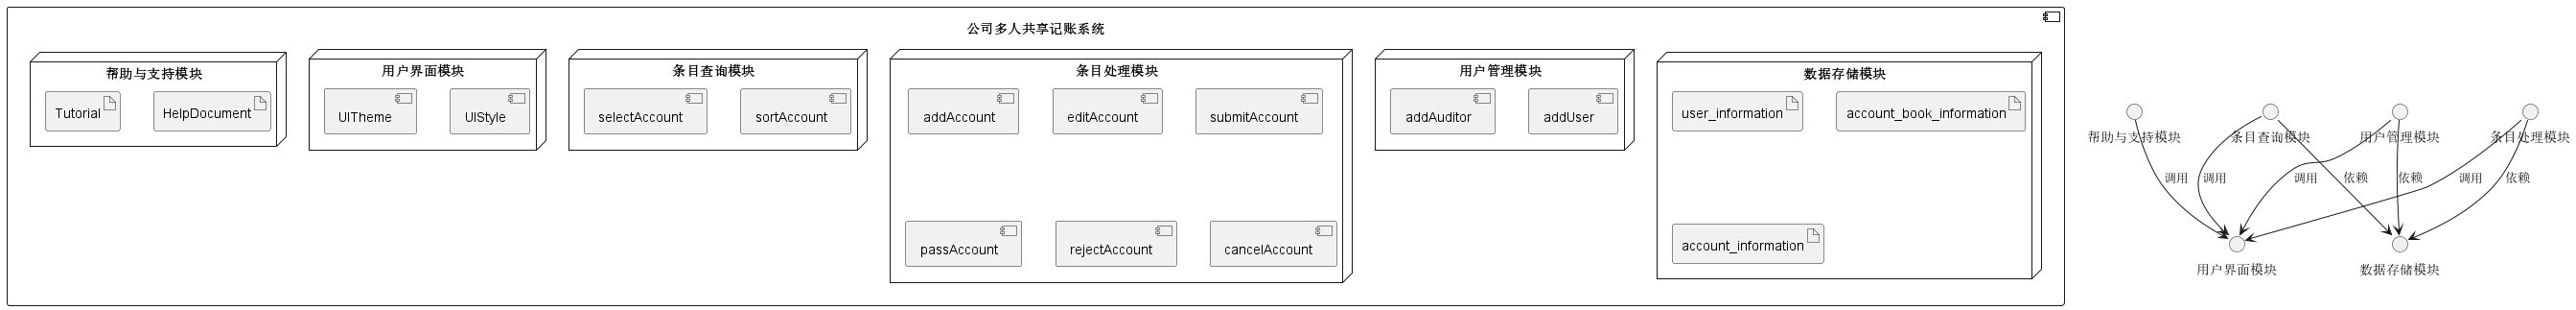 公司多人共享记账系统
帮助与支持模块
Tutorial
HelpDocument
用户界面模块
UITheme
UIStyle
条目查询模块
selectAccount
sortAccount
条目处理模块
addAccount
editAccount
submitAccount
passAccount
rejectAccount
cancelAccount
用户管理模块
addAuditor
addUser
数据存储模块
user_information
account_book_information
account_information
帮助与支持模块
条目查询模块
用户管理模块
条目处理模块
调用
调用
依赖
调用
依赖
调用
依赖
用户界面模块
数据存储模块